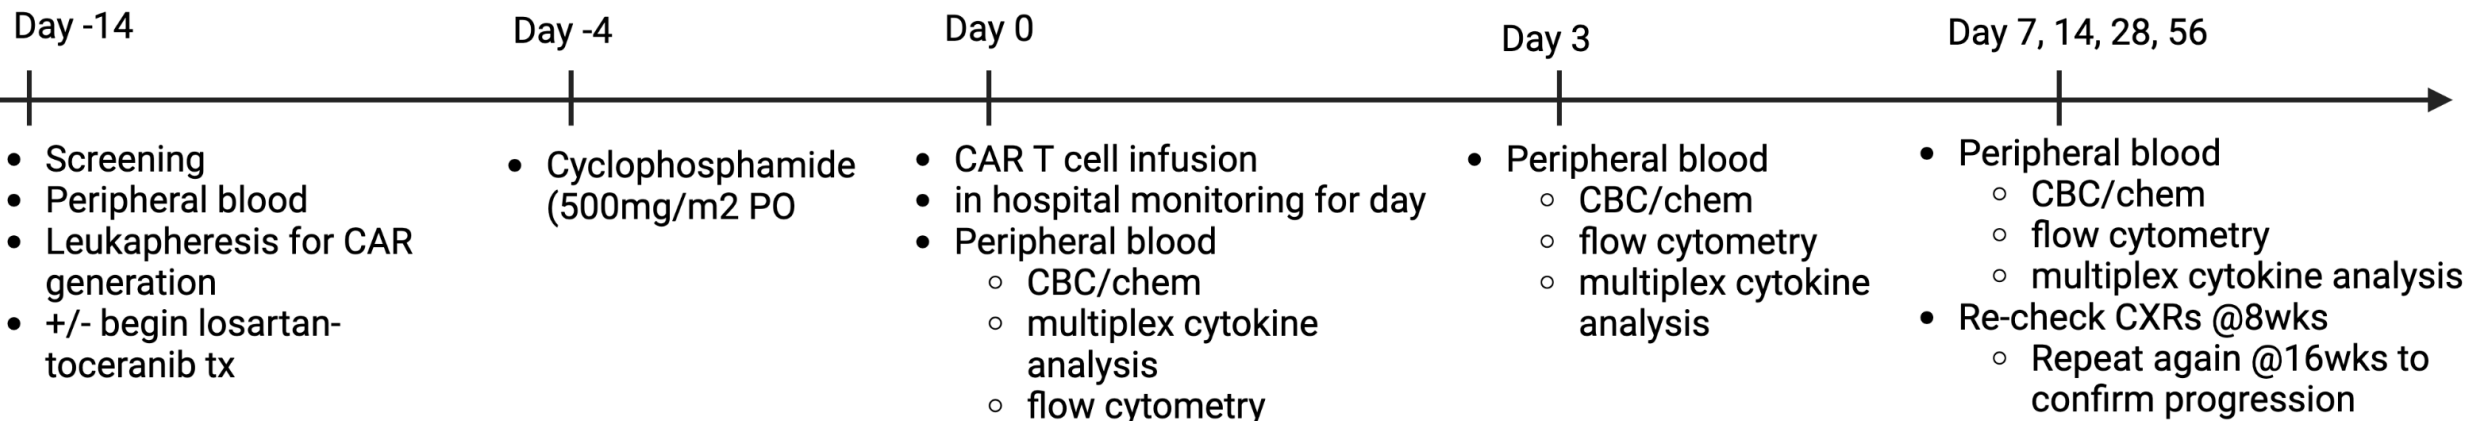 Day -14
Screening
Peripheral blood
Leukapheresis for CAR
generation
+/- begin losartan-
toceranib tx
Day -4
Cyclophosphamide
(500mg/m2 PO
Day 0
CAR T cell infusion
in hospital monitoring for day
Peripheral blood
CBC/chem
multiplex cytokine
analysis
flow cytometry
Day 3
Peripheral blood
CBC/chem
flow cytometry
multiplex cytokine
analysis
Day 7, 14, 28, 56
Peripheral blood
CBC/chem
flow cytometry
multiplex cytokine analysis
Re-check CXRs @8wks
Repeat again @16wks to
confirm progression